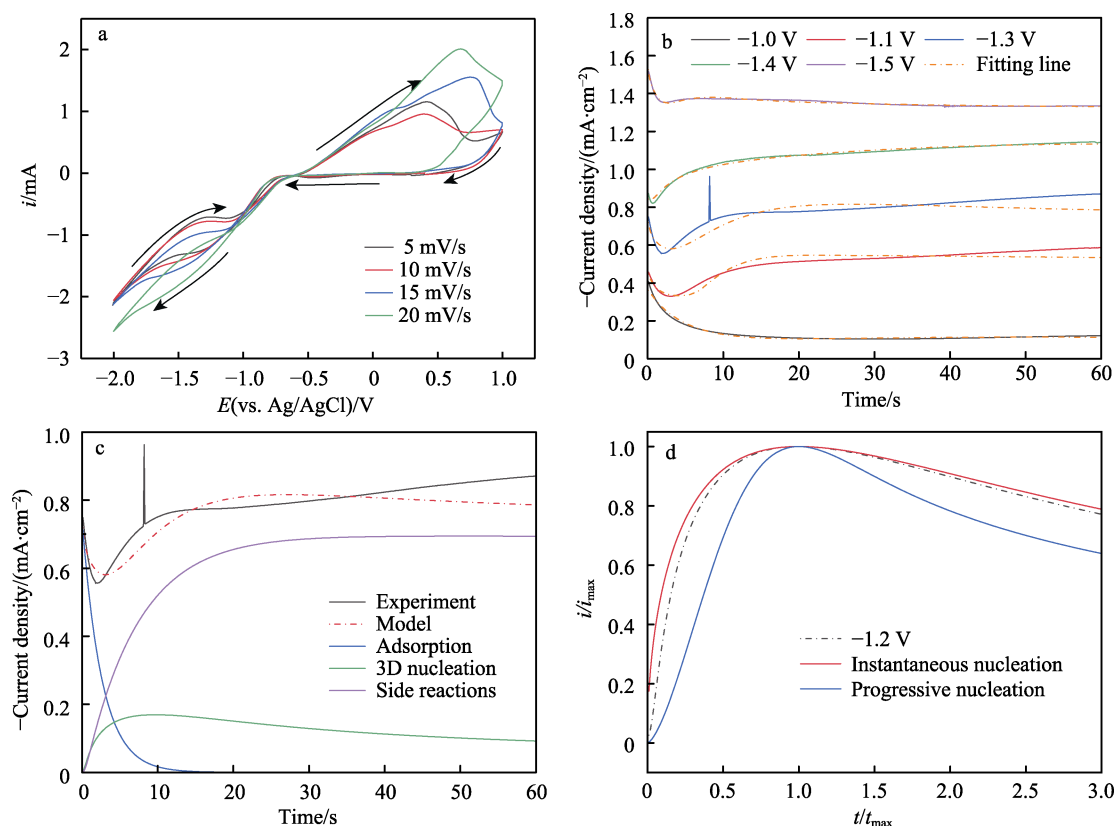 a
i/mA
2
1
0
−1
−2
−3
5 mV/s
10 mV/s
15 mV/s
20 mV/s
−2.0 −1.5 −1.0 −0.5 0 0.5 1.0
E(vs. Ag/AgCl)/V
b
−Current density/(mA·cm⁻²)
1.8
1.6
1.4
1.2
1.0
0.8
0.6
0.4
0.2
0
−1.0 V −1.1 V −1.3 V
−1.4 V −1.5 V Fitting line
0 10 20 30 40 50 60
Time/s
c
−Current density/(mA·cm⁻²)
1.0
0.8
0.6
0.4
0.2
0
Experiment
Model
Adsorption
3D nucleation
Side reactions
0 10 20 30 40 50 60
Time/s
d
i/imax
1.0
0.8
0.6
0.4
0.2
0
−1.2 V
Instantaneous nucleation
Progressive nucleation
0 0.5 1.0 1.5 2.0 2.5 3.0
t/tmax